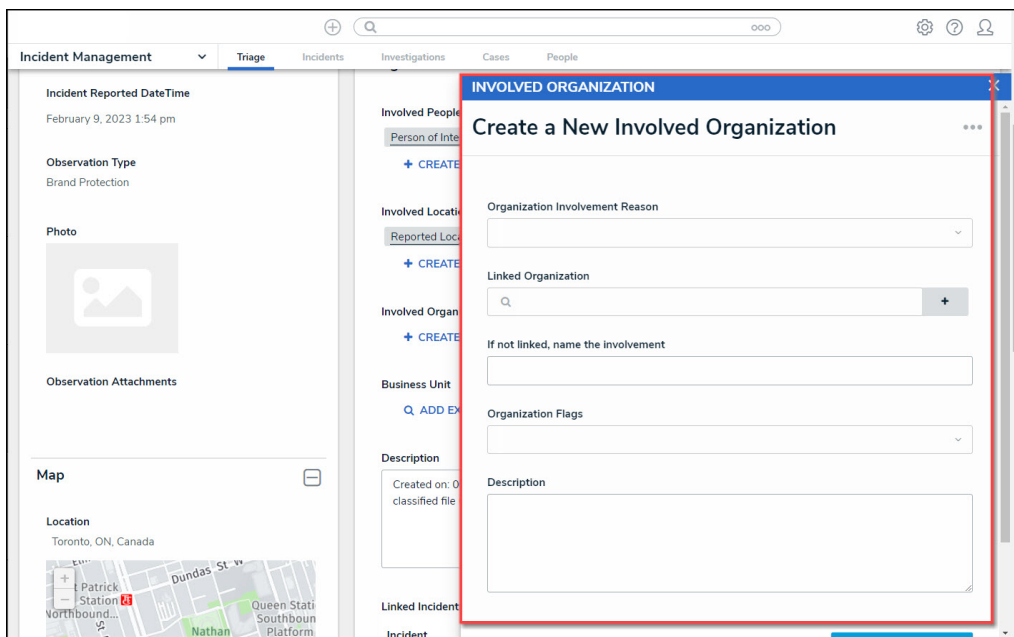 Incident Management
Triage
Incidents
Investigations
Cases
People
Incident Reported DateTime
February 9, 2023 1:54 pm
Observation Type
Brand Protection
Photo
Observation Attachments
Map
Location
Toronto, ON, Canada
+
−
Dundas St W
t Patrick
Station
Northbound...
St
Queen Stati
Southboun
Platform
Nathan
Involved People
Person of Inte
+ CREATE
Involved Locati
Reported Loca
+ CREATE
Involved Organ
+ CREATE
Business Unit
ADD EX
Description
Created on: 0
classified file
Linked Incident
Incident
INVOLVED ORGANIZATION
Create a New Involved Organization
Organization Involvement Reason
Linked Organization
+
If not linked, name the involvement
Organization Flags
Description